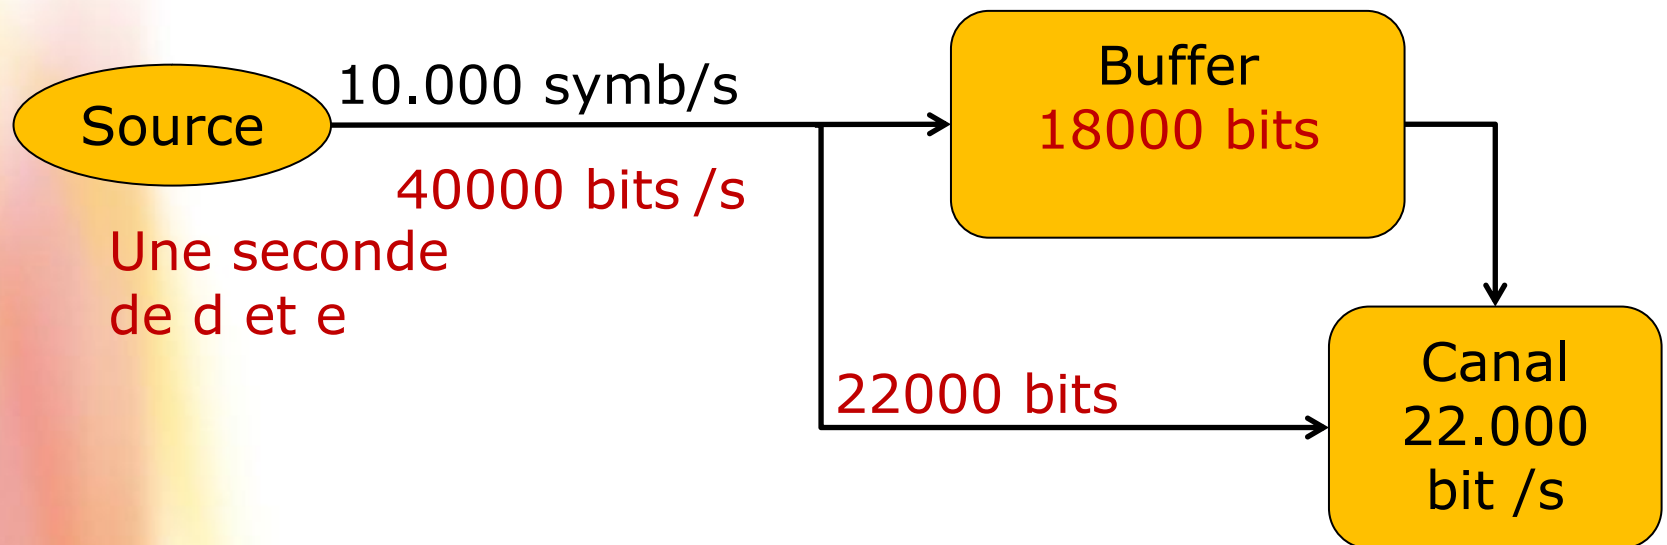 Source
10.000 symb/s
40000 bits /s
Une seconde
de d et e
Buffer
18000 bits
22000 bits
Canal
22.000
bit /s